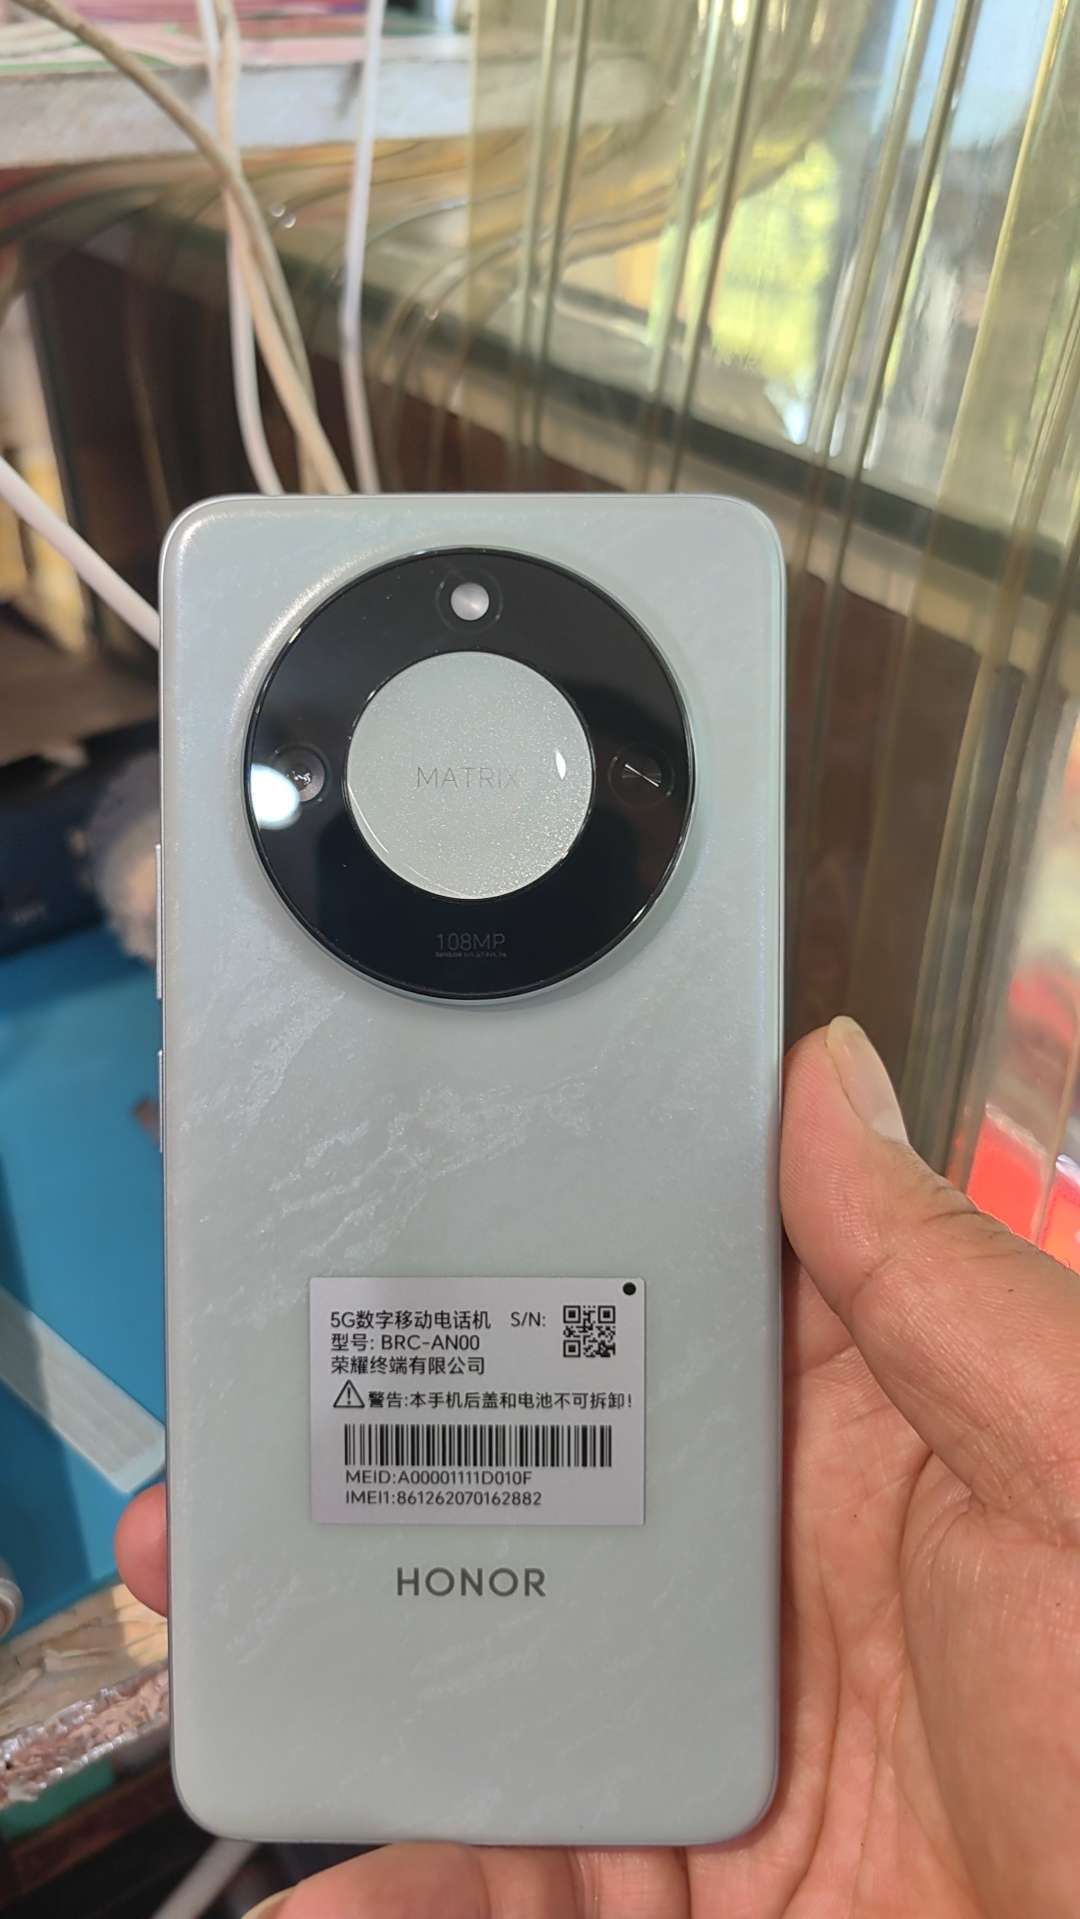 MATRIX
108MP
5G数字移动电话机 S/N:
型号: BRC-AN00
荣耀终端有限公司
警告:本手机后盖和电池不可拆卸!
MEID:A00001111D010F
IMEI1:861262070162882
HONOR